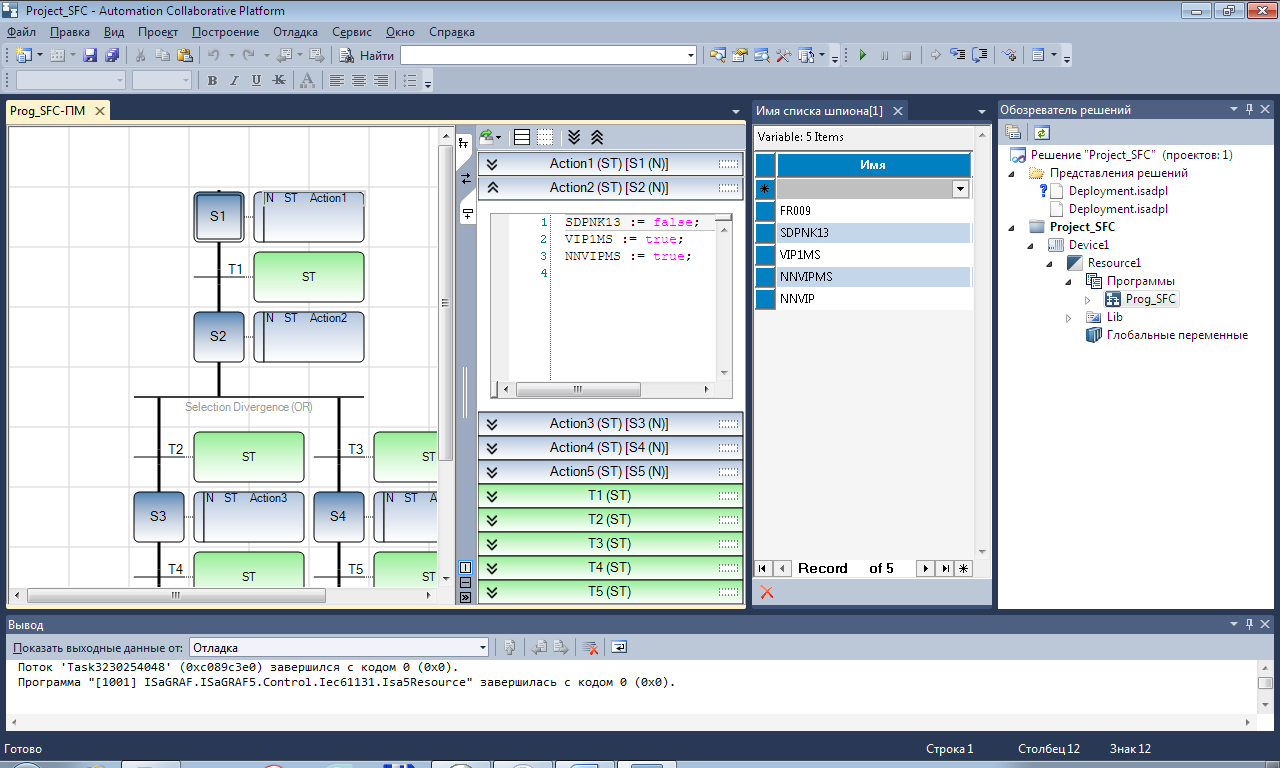 Project_SFC - Automation Collaborative Platform
Файл Правка Вид Проект Построение Отладка Сервис Окно Справка
Найти
Prog_SFC-ПМ
Имя списка шпиона[1]
Обозреватель решений
S1
N ST Action1
T1
ST
S2
N ST Action2
Selection Divergence (OR)
T2
ST
T3
ST
S3
N ST Action3
S4
N ST A
T4
ST
T5
ST
Action1 (ST) [S1 (N)]
Action2 (ST) [S2 (N)]
1 SDPNK13 := false;
2 VIP1MS := true;
3 NNVIPMS := true;
4
Action3 (ST) [S3 (N)]
Action4 (ST) [S4 (N)]
Action5 (ST) [S5 (N)]
T1 (ST)
T2 (ST)
T3 (ST)
T4 (ST)
T5 (ST)
Variable: 5 Items
Имя
FR009
SDPNK13
VIP1MS
NNVIPMS
NNVIP
Record of 5
Решение "Project_SFC" (проектов: 1)
Представления решений
Deployment.isadpl
Deployment.isadpl
Project_SFC
Device1
Resource1
Программы
Prog_SFC
Lib
Глобальные переменные
Вывод
Показать выходные данные от: Отладка
Поток 'Task3230254048' (0xc089c3e0) завершился с кодом 0 (0x0).
Программа "[1001] ISaGRAF.ISaGRAF5.Control.Iec61131.Isa5Resource" завершилась с кодом 0 (0x0).
Готово
Строка 1 Столбец 12 Знак 12